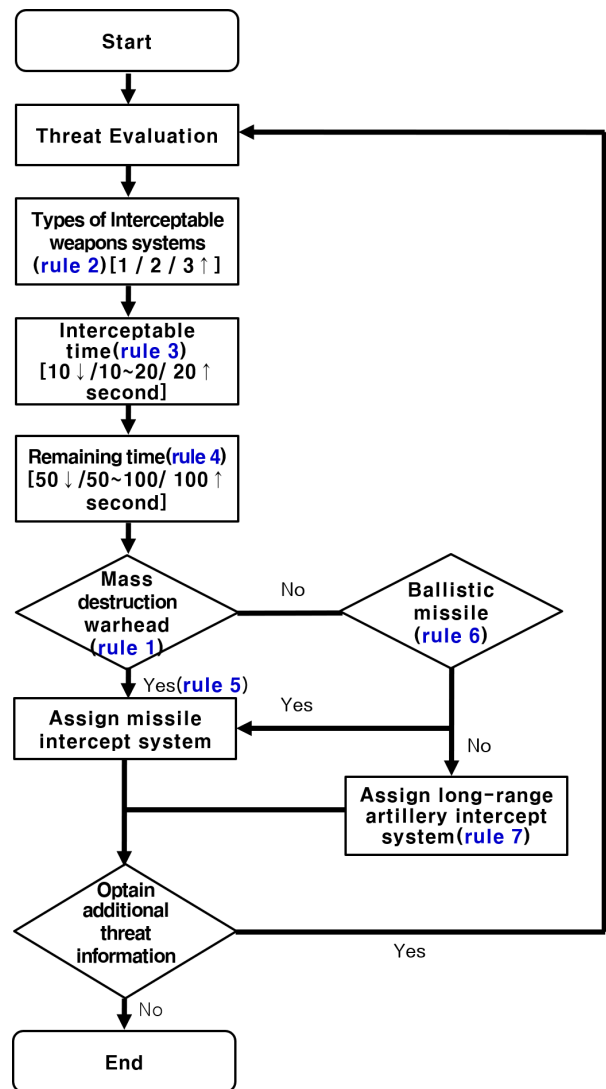 Start
Threat Evaluation
Types of Interceptable
weapons systems
(rule 2)[1 / 2 / 3 ↑ ]
Interceptable
time(rule 3)
[10 ↓ /10~20/ 20 ↑
second]
Remaining time(rule 4)
[50 ↓ /50~100/ 100 ↑
second]
Mass
destruction
warhead
(rule 1)
No
Ballistic
missile
(rule 6)
Yes(rule 5)
Yes
Assign missile
intercept system
No
Assign long-range
artillery intercept
system(rule 7)
Optain
additional
threat
information
Yes
No
End